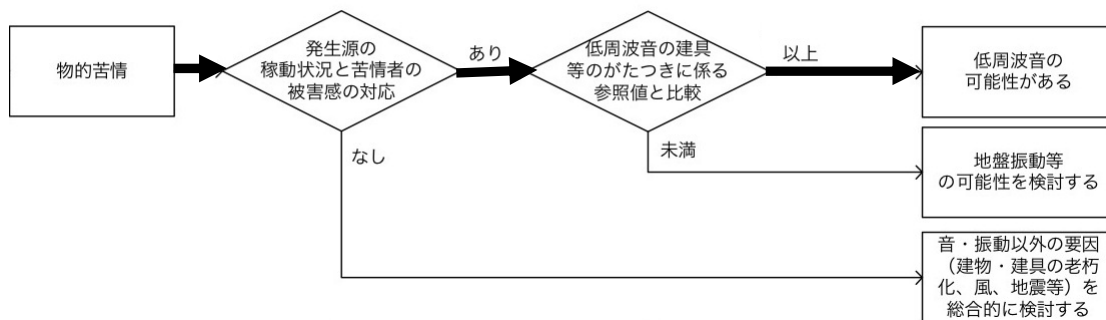 物的苦情
発生源の
稼動状況と苦情者の
被害感の対応
あり
低周波音の建具
等のがたつきに係る
参照値と比較
以上
低周波音の
可能性がある
なし
未満
地盤振動等
の可能性を検討する
音・振動以外の要因
（建物・建具の老朽
化、風、地震等）を
総合的に検討する